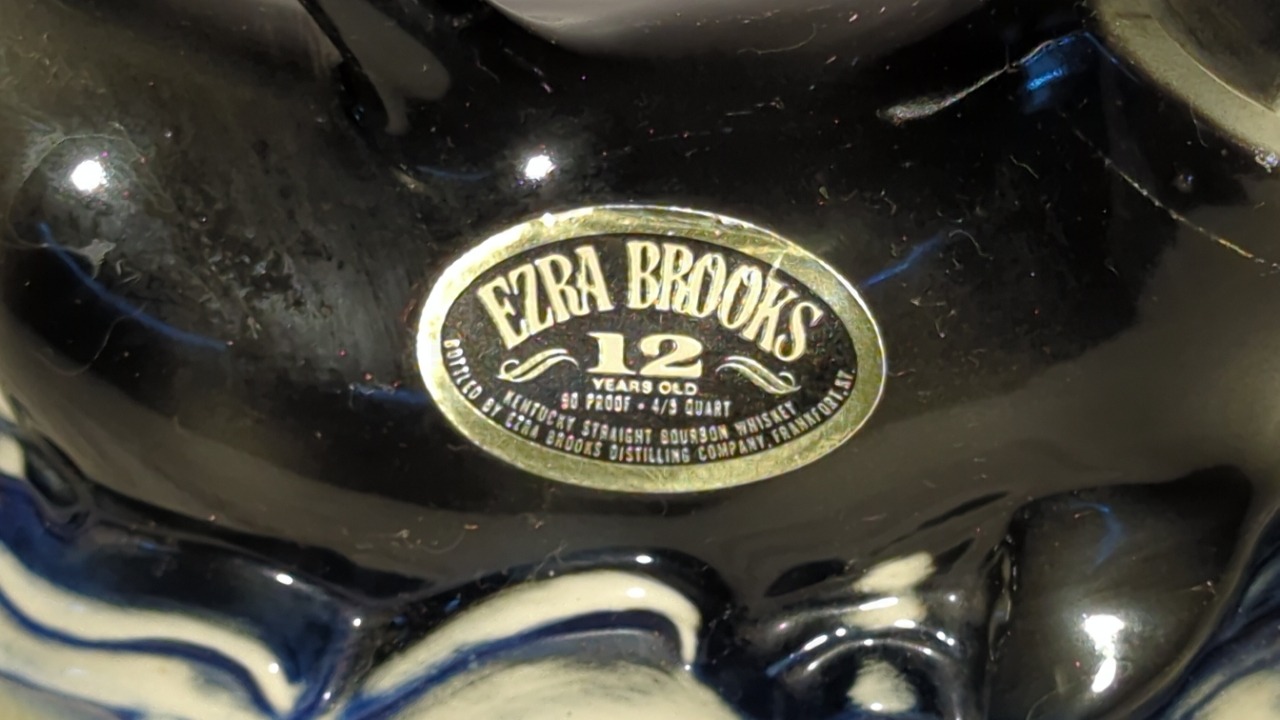 EZRA BROOKS
12
YEARS OLD
90 PROOF • 4/5 QUART
KENTUCKY STRAIGHT BOURBON WHISKEY
BOTTLED BY EZRA BROOKS DISTILLING COMPANY, FRANKFORT, KY